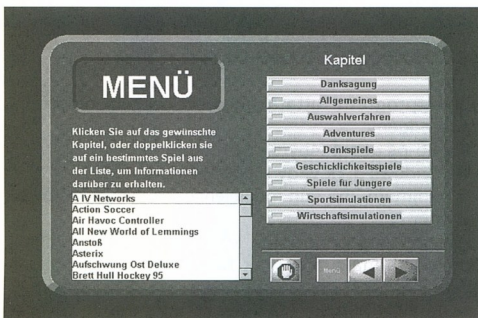 MENÜ
Klicken Sie auf das gewünschte
Kapitel, oder doppelklicken sie
auf ein bestimmtes Spiel aus
der Liste, um Informationen
darüber zu erhalten.
A IV Networks
Action Soccer
Air Havoc Controller
All New World of Lemmings
Anstoß
Asterix
Aufschwung Ost Deluxe
Brett Hull Hockey 95
Kapitel
Danksagung
Allgemeines
Auswahlverfahren
Adventures
Denkspiele
Geschicklichkeitsspiele
Spiele für Jüngere
Sportsimulationen
Wirtschaftsimulationen
Menü